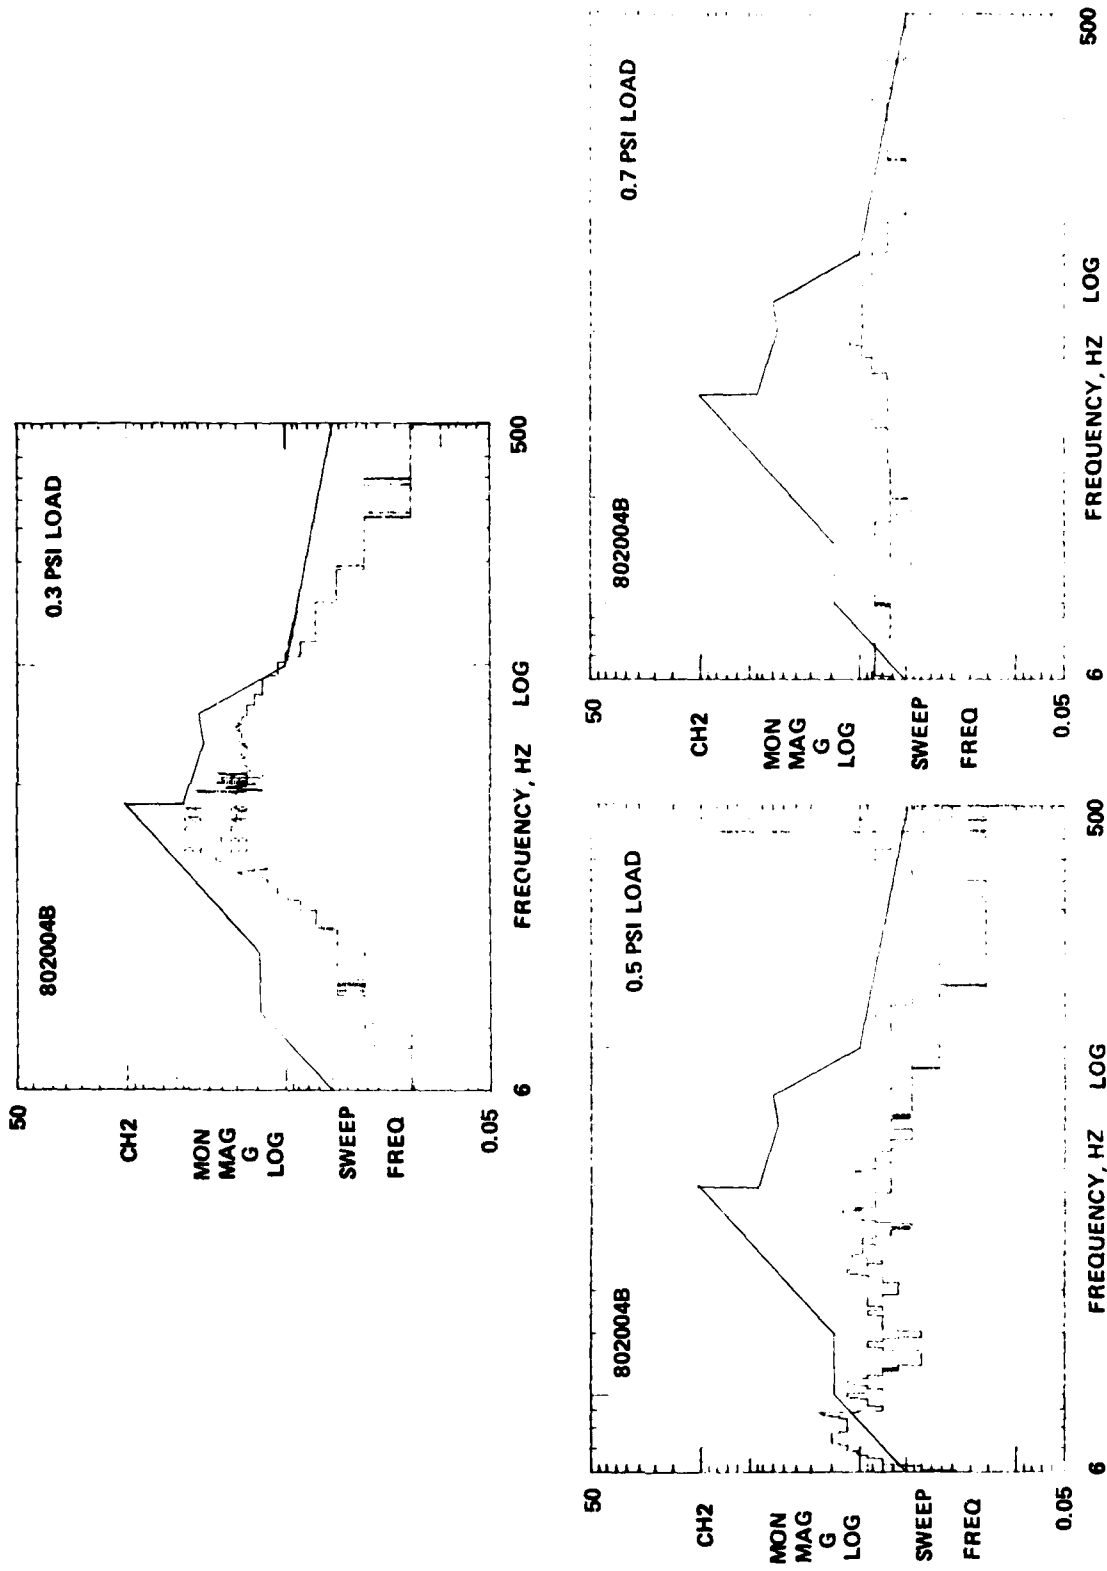 50
802004B
0.3 PSI LOAD
CH2
MON
MAG
G
LOG
SWEEP
FREQ
0.05
6
FREQUENCY, HZ LOG
500
50
802004B
0.5 PSI LOAD
CH2
MON
MAG
G
LOG
SWEEP
FREQ
0.05
6
FREQUENCY, HZ LOG
500
50
802004B
0.7 PSI LOAD
CH2
MON
MAG
G
LOG
SWEEP
FREQ
0.05
6
FREQUENCY, HZ LOG
500